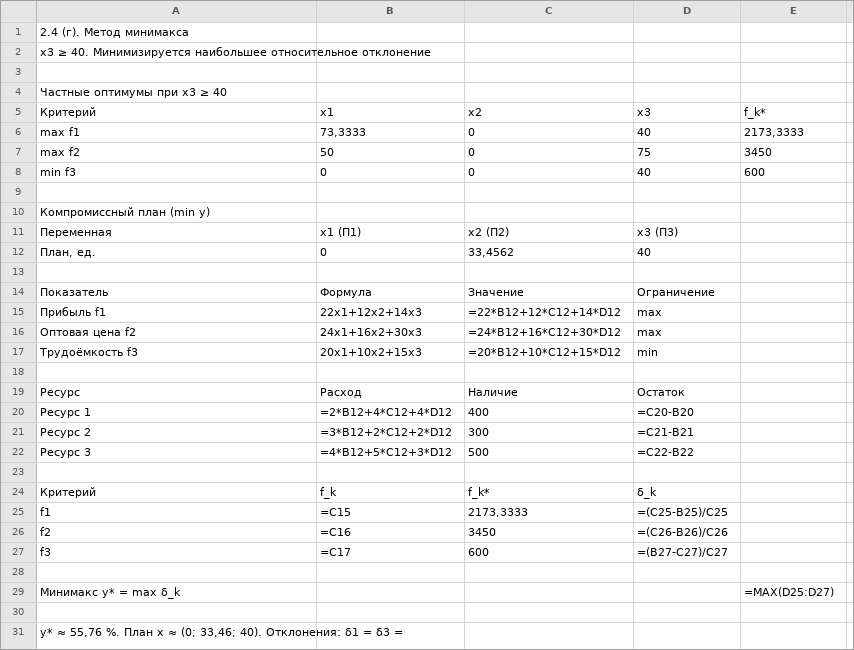 A B C D E
1 2.4 (г). Метод минимакса
2 x3 ≥ 40. Минимизируется наибольшее относительное отклонение
3
4 Частные оптимумы при x3 ≥ 40
5 Критерий x1 x2 x3 f_k*
6 max f1 73,3333 0 40 2173,3333
7 max f2 50 0 75 3450
8 min f3 0 0 40 600
9
10 Компромиссный план (min y)
11 Переменная x1 (П1) x2 (П2) x3 (П3)
12 План, ед. 0 33,4562 40
13
14 Показатель Формула Значение Ограничение
15 Прибыль f1 22x1+12x2+14x3 =22*B12+12*C12+14*D12 max
16 Оптовая цена f2 24x1+16x2+30x3 =24*B12+16*C12+30*D12 max
17 Трудоёмкость f3 20x1+10x2+15x3 =20*B12+10*C12+15*D12 min
18
19 Ресурс Расход Наличие Остаток
20 Ресурс 1 =2*B12+4*C12+4*D12 400 =C20-B20
21 Ресурс 2 =3*B12+2*C12+2*D12 300 =C21-B21
22 Ресурс 3 =4*B12+5*C12+3*D12 500 =C22-B22
23
24 Критерий f_k f_k* δ_k
25 f1 =C15 2173,3333 =(C25-B25)/C25
26 f2 =C16 3450 =(C26-B26)/C26
27 f3 =C17 600 =(B27-C27)/C27
28
29 Минимакс y* = max δ_k =MAX(D25:D27)
30
31 y* ≈ 55,76 %. План x ≈ (0; 33,46; 40). Отклонения: δ1 = δ3 =